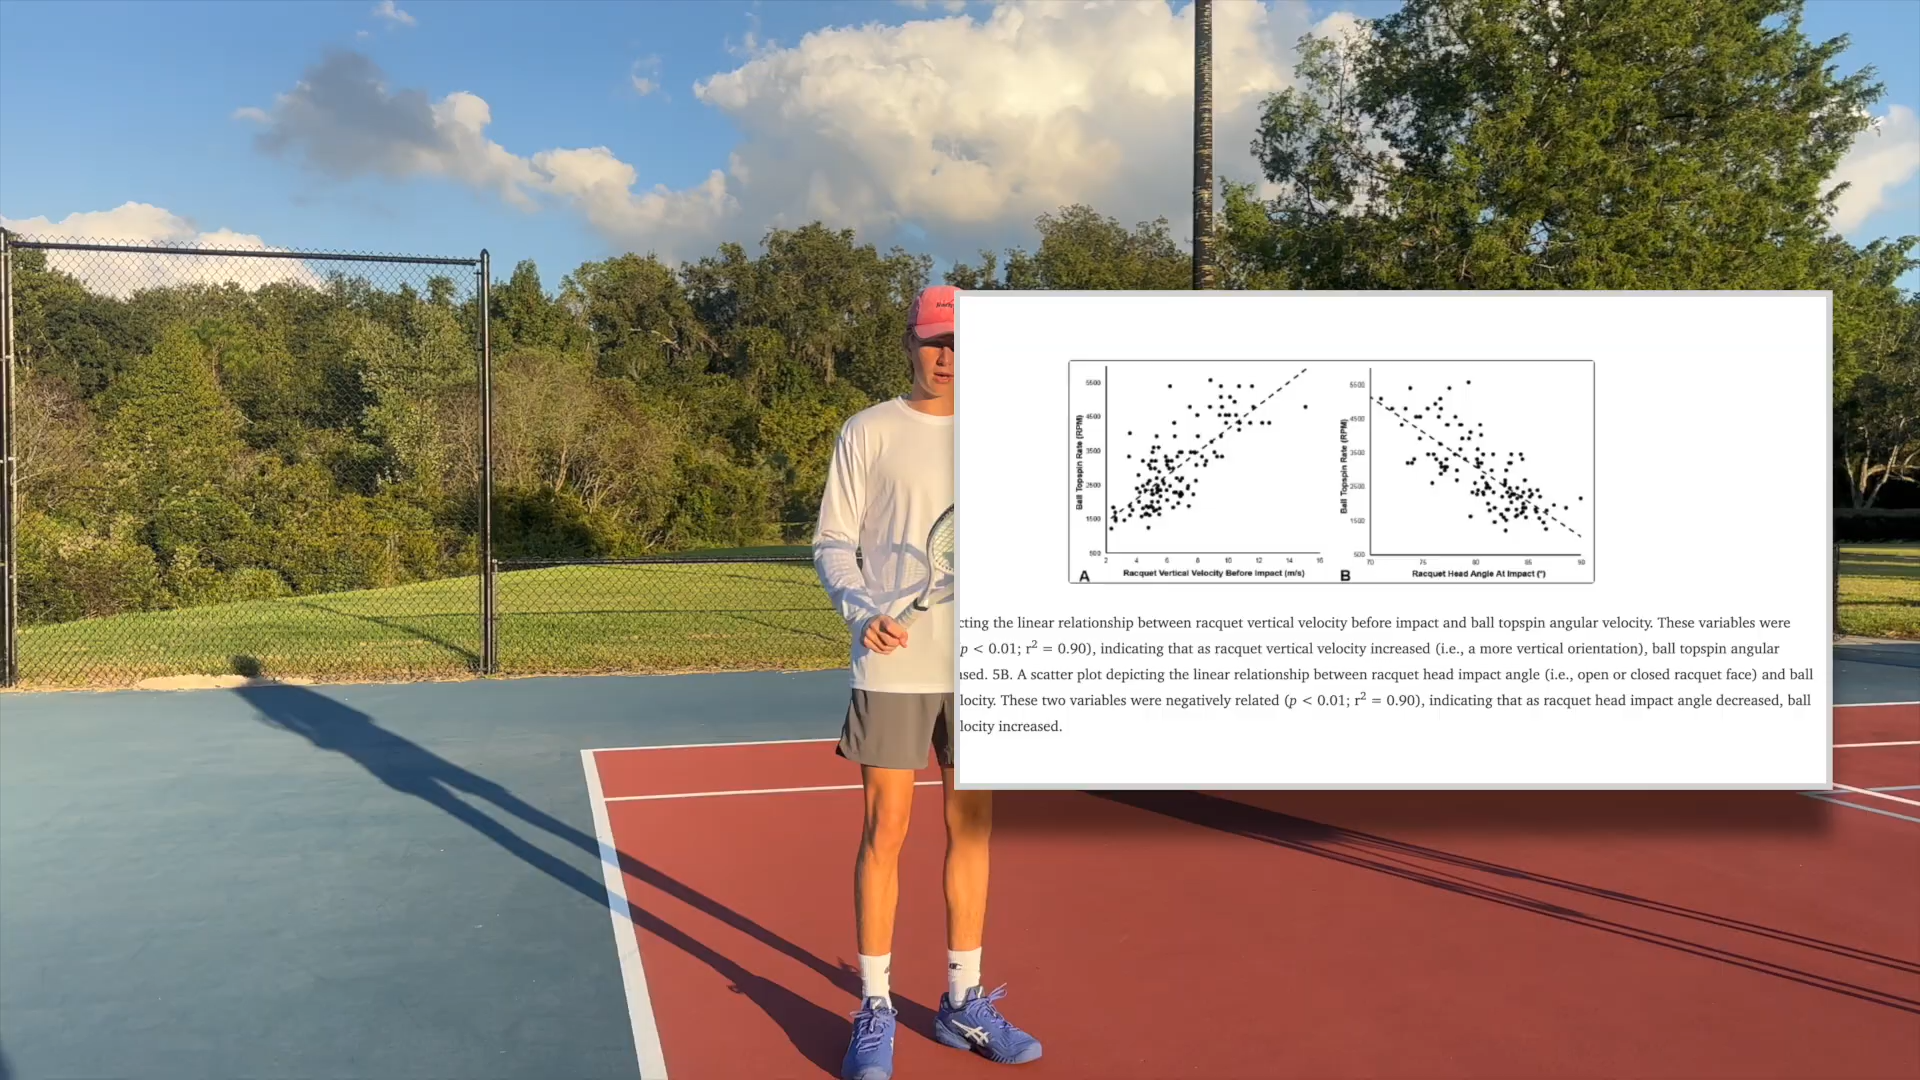 5500
4500
3500
2500
1500
500
Ball Topspin Rate (RPM)
2 4 6 8 10 12 14 16
A Racquet Vertical Velocity Before Impact (m/s)
5500
4500
3500
2500
1500
500
Ball Topspin Rate (RPM)
70 75 80 85 90
B Racquet Head Angle At Impact (°)
cting the linear relationship between racquet vertical velocity before impact and ball topspin angular velocity. These variables were
p < 0.01; r² = 0.90), indicating that as racquet vertical velocity increased (i.e., a more vertical orientation), ball topspin angular
sed. 5B. A scatter plot depicting the linear relationship between racquet head impact angle (i.e., open or closed racquet face) and ball
locity. These two variables were negatively related (p < 0.01; r² = 0.90), indicating that as racquet head impact angle decreased, ball
locity increased.